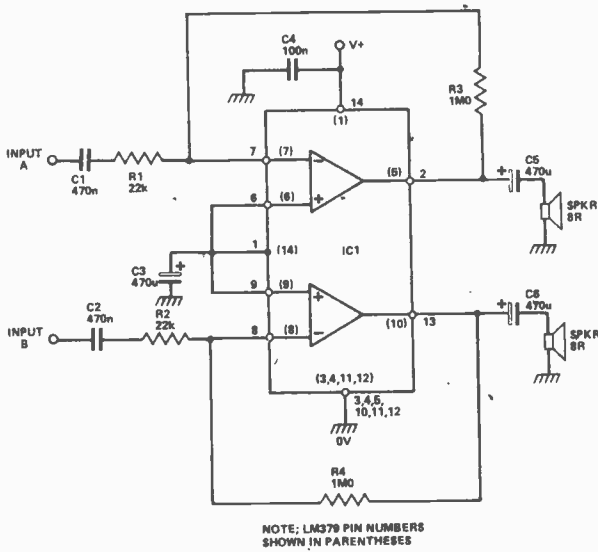 C4
100n
V+
R3
1M0
14
(1)
INPUT
A
C1
470n
R1
22k
7
(7)
−
(5)
2
+
C5
470u
SPKR
8R
6
(6)
+
1
(14)
IC1
+
C3
470u
9
(9)
+
C2
470n
R2
22k
INPUT
B
8
(8)
−
(10)
13
+
C6
470u
SPKR
8R
(3,4,11,12)
3,4,5,
10,11,12
0V
R4
1M0
NOTE; LM379 PIN NUMBERS
SHOWN IN PARENTHESES